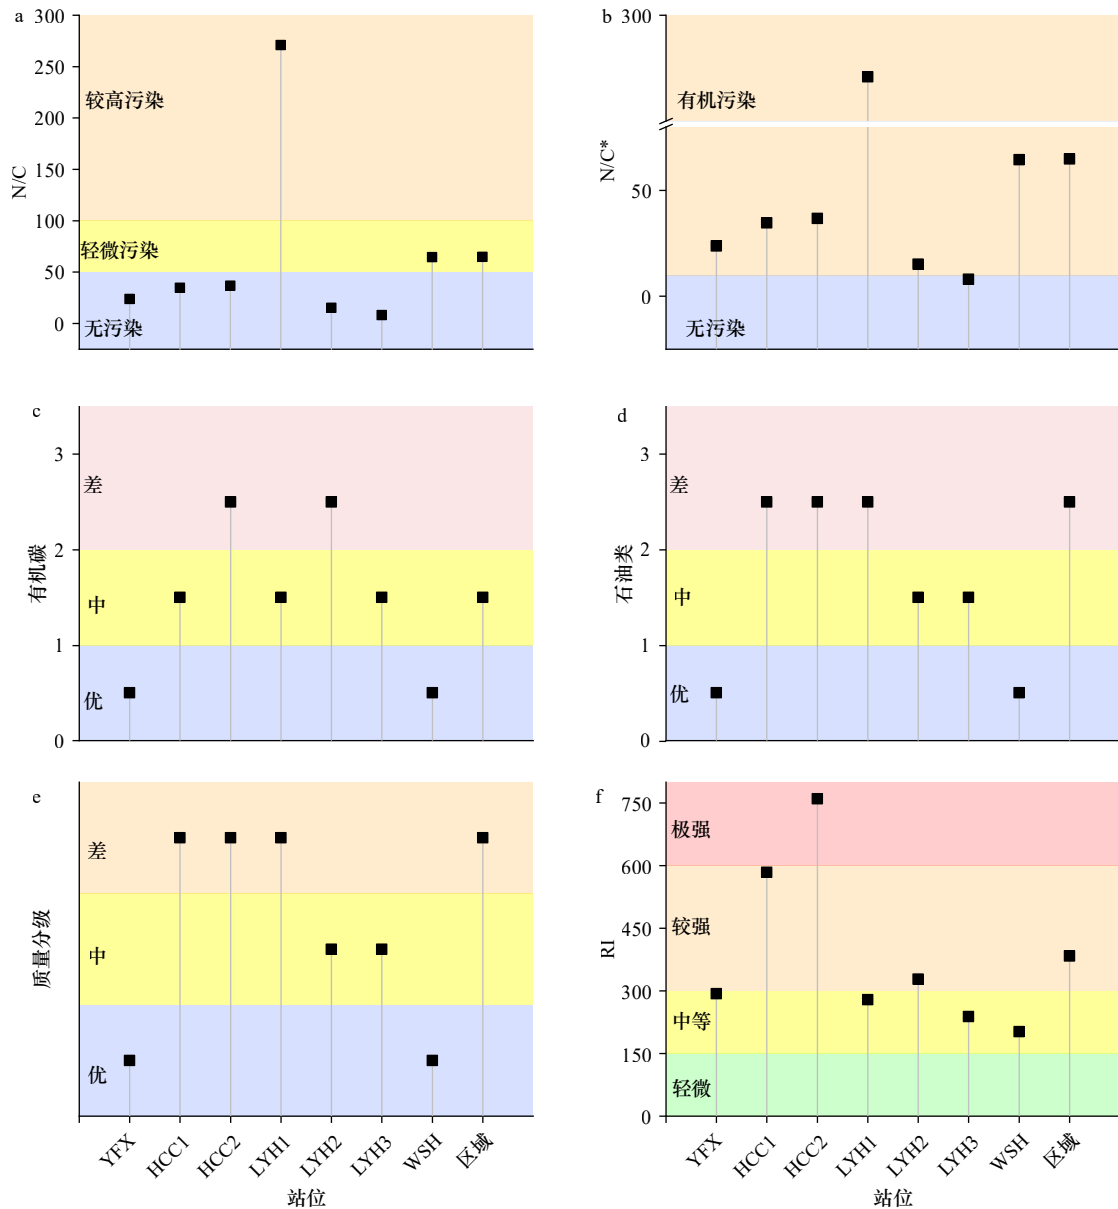 a
300
250
200
150
100
50
0
N/C
较高污染
轻微污染
无污染
b
300
50
0
N/C*
有机污染
无污染
c
3
2
1
0
有机碳
差
中
优
d
3
2
1
0
石油类
差
中
优
e
质量分级
差
中
优
YFX
HCC1
HCC2
LYH1
LYH2
LYH3
WSH
区域
站位
f
750
600
450
300
150
0
RI
极强
较强
中等
轻微
YFX
HCC1
HCC2
LYH1
LYH2
LYH3
WSH
区域
站位